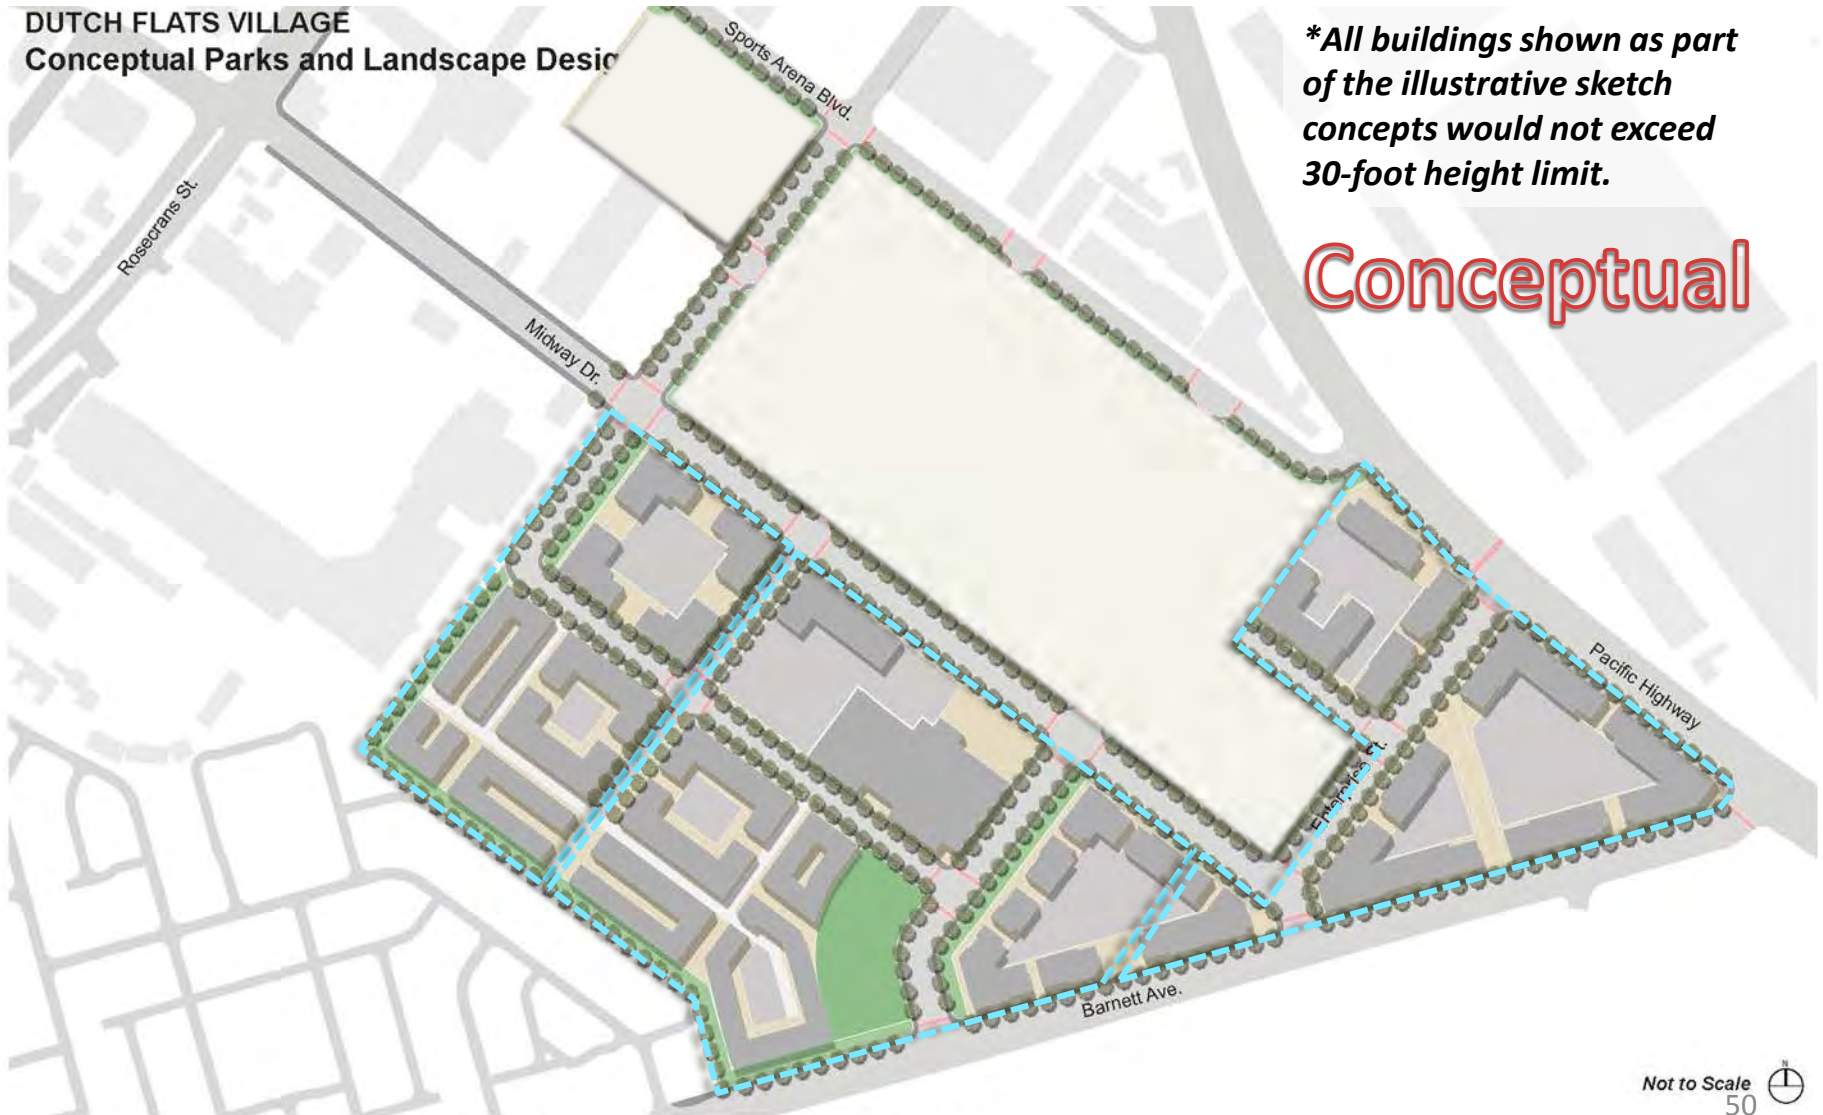 DUTCH FLATS VILLAGE
Conceptual Parks and Landscape Desig
*All buildings shown as part
of the illustrative sketch
concepts would not exceed
30-foot height limit.
Conceptual
Sports Arena Blvd.
Rosecrans St.
Midway Dr.
Pacific Highway
Enterprise St.
Barnett Ave.
Not to Scale
N
50